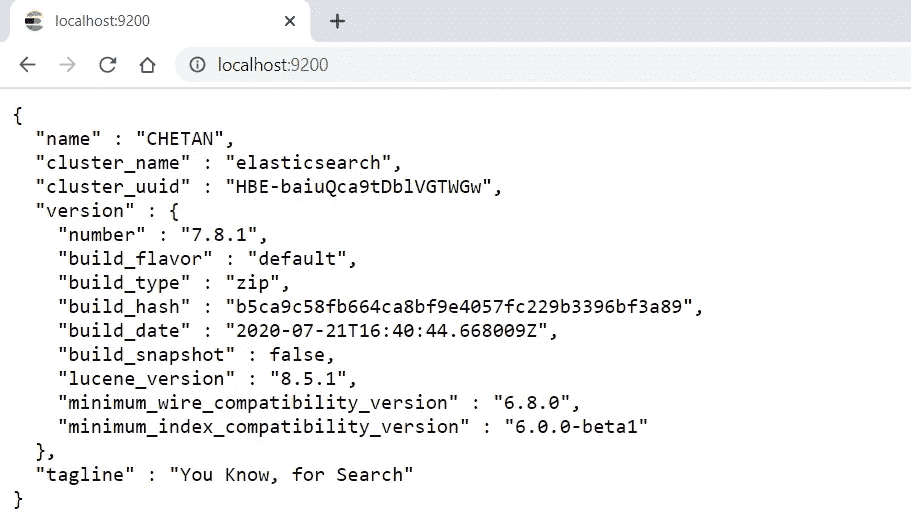 localhost:9200
localhost:9200
{
"name" : "CHETAN",
"cluster_name" : "elasticsearch",
"cluster_uuid" : "HBE-baiuQca9tDblVGTWGw",
"version" : {
"number" : "7.8.1",
"build_flavor" : "default",
"build_type" : "zip",
"build_hash" : "b5ca9c58fb664ca8bf9e4057fc229b3396bf3a89",
"build_date" : "2020-07-21T16:40:44.668009Z",
"build_snapshot" : false,
"lucene_version" : "8.5.1",
"minimum_wire_compatibility_version" : "6.8.0",
"minimum_index_compatibility_version" : "6.0.0-beta1"
},
"tagline" : "You Know, for Search"
}